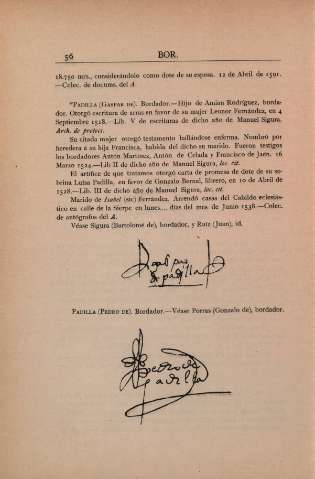 56 BOR.
18.750 mrs., considerándolo como dote de su esposa. 12 de Abril de 1591.
—Colec. de docums. del A.
*PADILLA (GASPAR DE). Bordador.—Hijo de Antón Rodríguez, borda-
dor. Otorgó escritura de arras en favor de su mujer Leonor Fernández, en 4
Septiembre 1518.—Lib. V de escrituras de dicho año de Manuel Sigura.
Arch. de protocs.
Su citada mujer otorgó testamento hallándose enferma. Nombró por
heredera á su hija Francisca, habida del dicho su marido. Fueron testigos
los bordadores Antón Martínez, Antón de Celada y Francisco de Jaén. 16
Marzo 1524.—Lib II de dicho año de Manuel Sigura, loc. cit.
El artífice de que tratamos otorgó carta de promesa de dote de su so-
brina Luisa Padilla, en favor de Gonzalo Bernal, librero, en 10 de Abril de
1528.—Lib. III de dicho año de Manuel Sigura, loc. cit.
Marido de Isabel (sic) Fernández. Arrendó casas del Cabildo eclesiás-
tico en calle de la Sierpe en lunes.... días del mes de Junio 1538.—Colec.
de autógrafos del A.
Véase Sigura (Bartolomé de), bordador, y Ruiz (Juan), id.
de padilla
PADILLA (PEDRO DE). Bordador.—Véase Porras (Gonzalo de), bordador.
pedro de
padilla